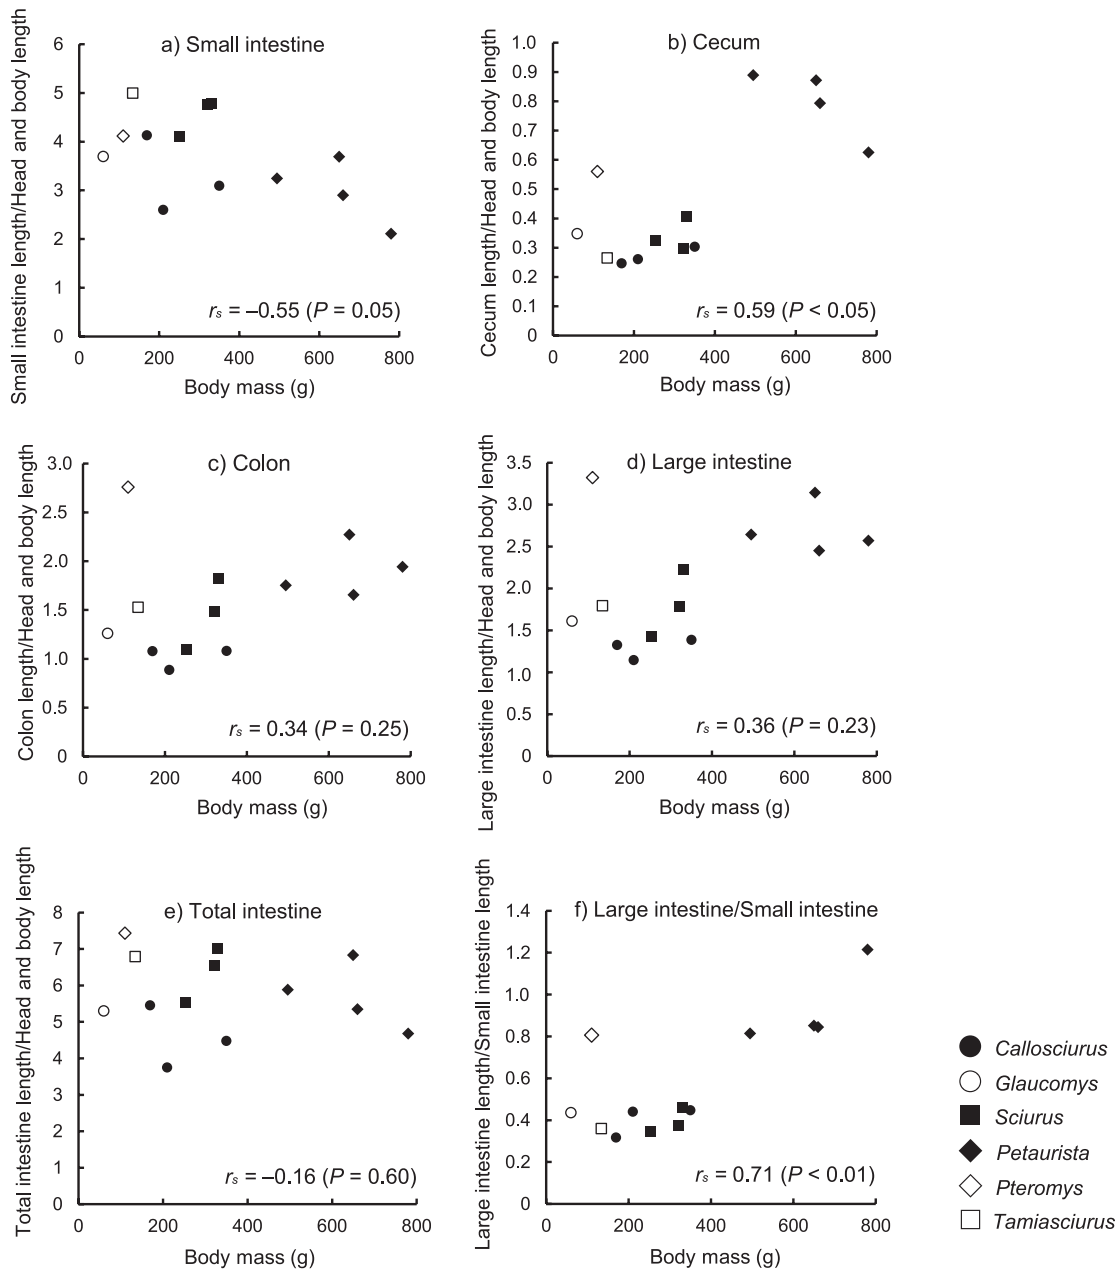 a) Small intestine
Small intestine length/Head and body length
6
5
4
3
2
1
0
rs = –0.55 (P = 0.05)
0 200 400 600 800
Body mass (g)
b) Cecum
Cecum length/Head and body length
1.0
0.9
0.8
0.7
0.6
0.5
0.4
0.3
0.2
0.1
0
rs = 0.59 (P < 0.05)
0 200 400 600 800
Body mass (g)
c) Colon
Colon length/Head and body length
3.0
2.5
2.0
1.5
1.0
0.5
0
rs = 0.34 (P = 0.25)
0 200 400 600 800
Body mass (g)
d) Large intestine
Large intestine length/Head and body length
3.5
3.0
2.5
2.0
1.5
1.0
0.5
0
rs = 0.36 (P = 0.23)
0 200 400 600 800
Body mass (g)
e) Total intestine
Total intestine length/Head and body length
8
7
6
5
4
3
2
1
0
rs = –0.16 (P = 0.60)
0 200 400 600 800
Body mass (g)
f) Large intestine/Small intestine
Large intestine length/Small intestine length
1.4
1.2
1.0
0.8
0.6
0.4
0.2
0
rs = 0.71 (P < 0.01)
0 200 400 600 800
Body mass (g)
Callosciurus
Glaucomys
Sciurus
Petaurista
Pteromys
Tamiasciurus